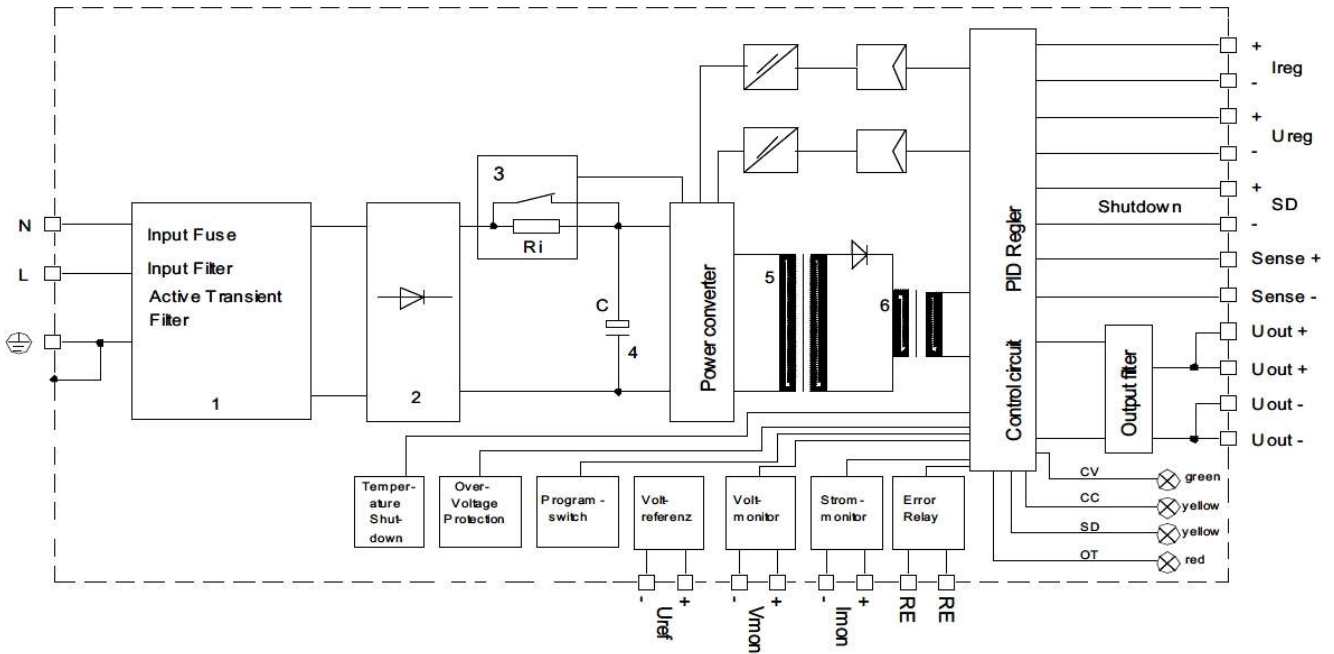 N
L
Input Fuse
Input Filter
Active Transient
Filter
1
2
3
Ri
C
4
Power converter
5
6
PID Regler
Control circuit
+
Ireg
-
+
Ureg
-
+
Shutdown
SD
-
Sense +
Sense -
Uout +
Uout +
Uout -
Uout -
Output filter
CV
green
CC
yellow
SD
yellow
OT
red
Temper-
ature
Shut-
down
Over-
Voltage
Protection
Program-
switch
Volt-
referenz
Volt-
monitor
Strom-
monitor
Error
Relay
- +
Uref
- +
Vmon
- +
Imon
RE
RE